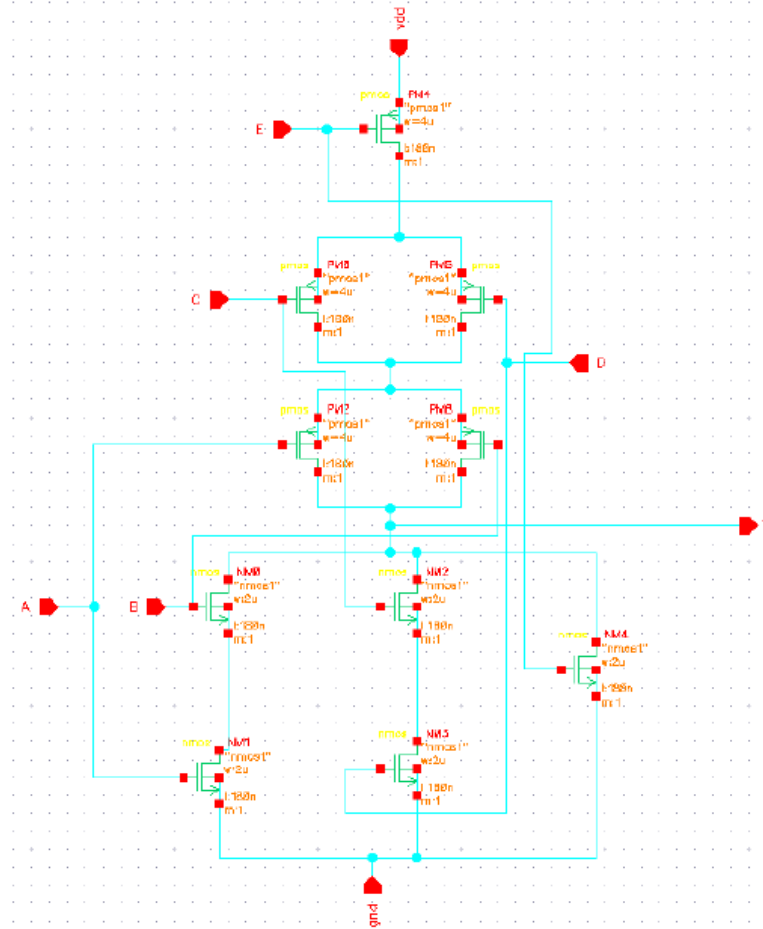 vdd
pmos PM4
"pmos1"
w=4u
E
l:180n
m:1
pmos PM6 PM5 pmos
"pmos1" "pmos1"
w=4u w=4u
C
l:180n l:180n
m:1 m:1
D
pmos PM7 PM8 pmos
"pmos1" "pmos1"
w=4u w=4u
l:180n l:180n
m:1 m:1
nmos NM0 nmos NM2
"nmos1" "nmos1"
w:2u w:2u
A B
l:180n l:180n
m:1 m:1
nmos NM4
"nmos1"
w:2u
l:180n
m:1
nmos NM1 nmos NM3
"nmos1" "nmos1"
w:2u w:2u
l:180n l:180n
m:1 m:1
gnd